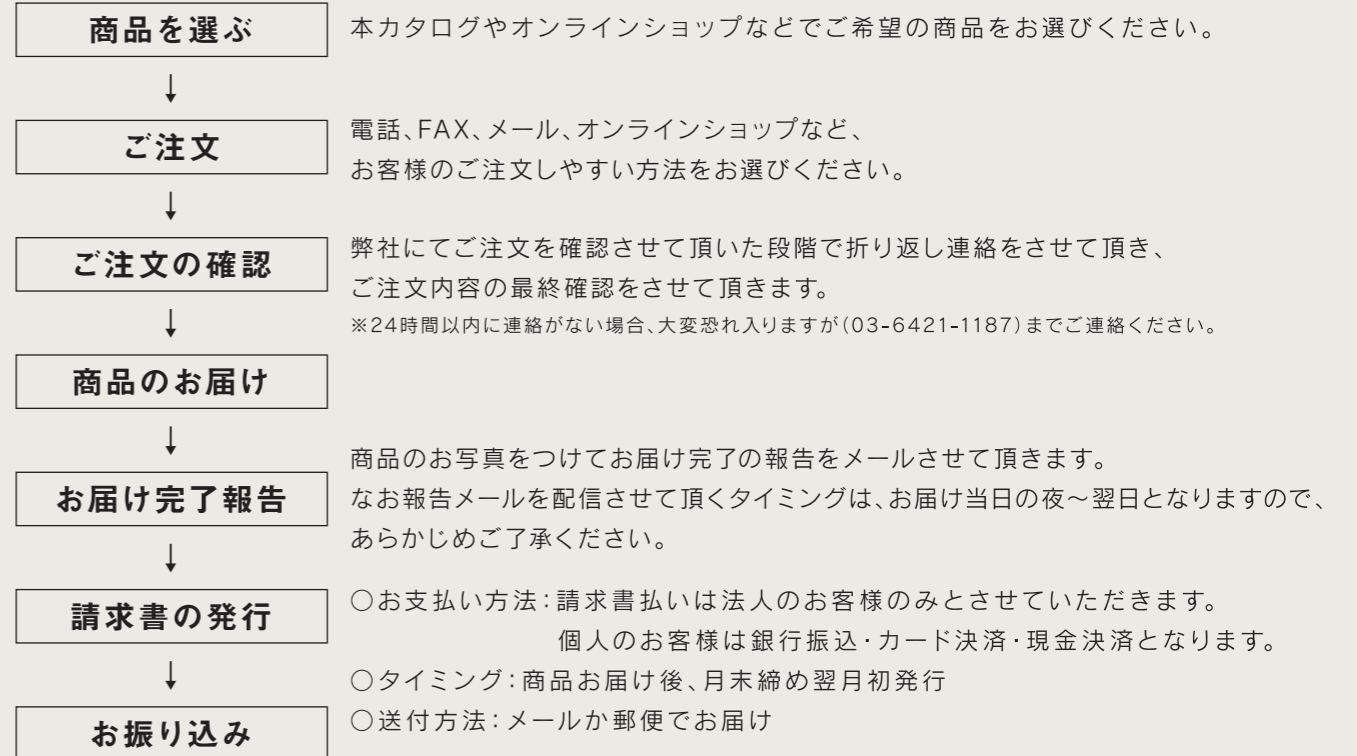 商品を選ぶ
本カタログやオンラインショップなどでご希望の商品をお選びください。
↓
ご注文
電話、FAX、メール、オンラインショップなど、
お客様のご注文しやすい方法をお選びください。
↓
ご注文の確認
弊社にてご注文を確認させて頂いた段階で折り返し連絡をさせて頂き、
ご注文内容の最終確認をさせて頂きます。
※24時間以内に連絡がない場合、大変恐れ入りますが(03-6421-1187)までご連絡ください。
↓
商品のお届け
↓
お届け完了報告
商品のお写真をつけてお届け完了の報告をメールさせて頂きます。
なお報告メールを配信させて頂くタイミングは、お届け当日の夜～翌日となりますので、
あらかじめご了承ください。
↓
請求書の発行
○お支払い方法:請求書払いは法人のお客様のみとさせていただきます。
個人のお客様は銀行振込・カード決済・現金決済となります。
○タイミング:商品お届け後、月末締め翌月初発行
○送付方法:メールか郵便でお届け
↓
お振り込み